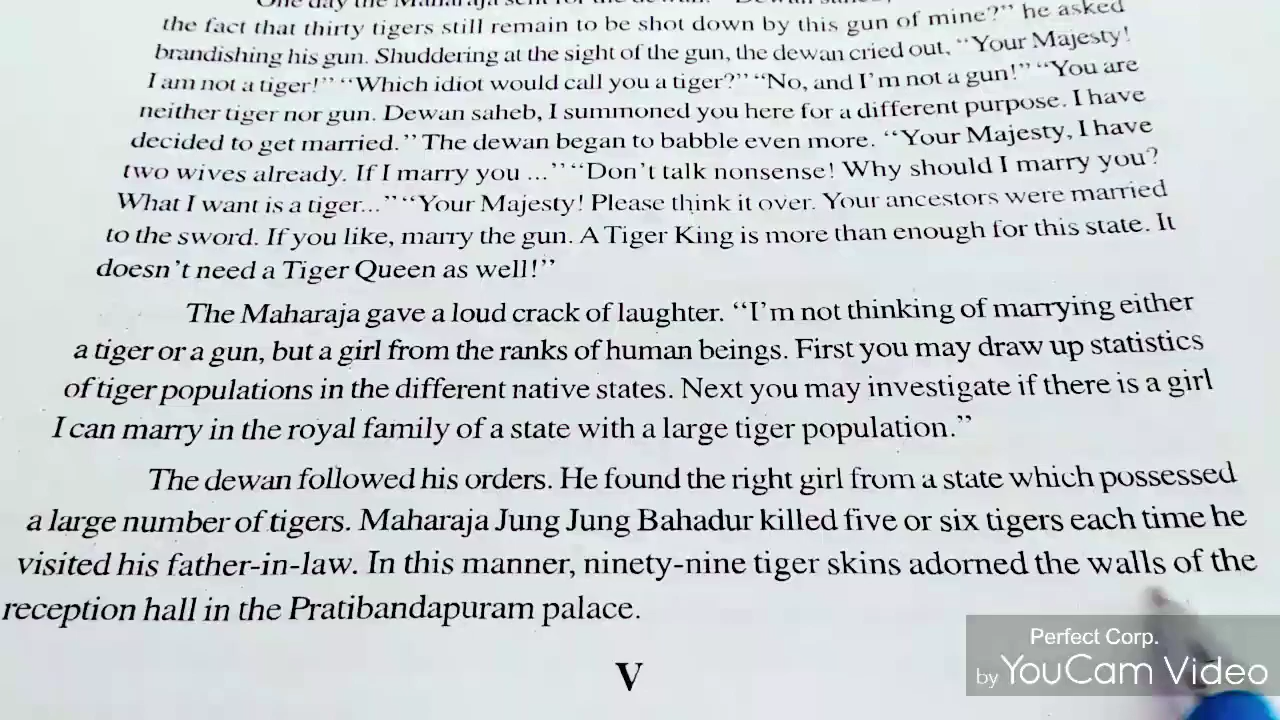 the fact that thirty tigers still remain to be shot down by this gun of mine?" he asked
brandishing his gun. Shuddering at the sight of the gun, the dewan cried out, "Your Majesty!
I am not a tiger!" "Which idiot would call you a tiger?" "No, and I'm not a gun!" "You are
neither tiger nor gun. Dewan saheb, I summoned you here for a different purpose. I have
decided to get married." The dewan began to babble even more. "Your Majesty, I have
two wives already. If I marry you ..." "Don't talk nonsense! Why should I marry you?
What I want is a tiger..." "Your Majesty! Please think it over. Your ancestors were married
to the sword. If you like, marry the gun. A Tiger King is more than enough for this state. It
doesn't need a Tiger Queen as well!"
The Maharaja gave a loud crack of laughter. "I'm not thinking of marrying either
a tiger or a gun, but a girl from the ranks of human beings. First you may draw up statistics
of tiger populations in the different native states. Next you may investigate if there is a girl
I can marry in the royal family of a state with a large tiger population."
The dewan followed his orders. He found the right girl from a state which possessed
a large number of tigers. Maharaja Jung Jung Bahadur killed five or six tigers each time he
visited his father-in-law. In this manner, ninety-nine tiger skins adorned the walls of the
reception hall in the Pratibandapuram palace.
V
Perfect Corp.
by YouCam Video